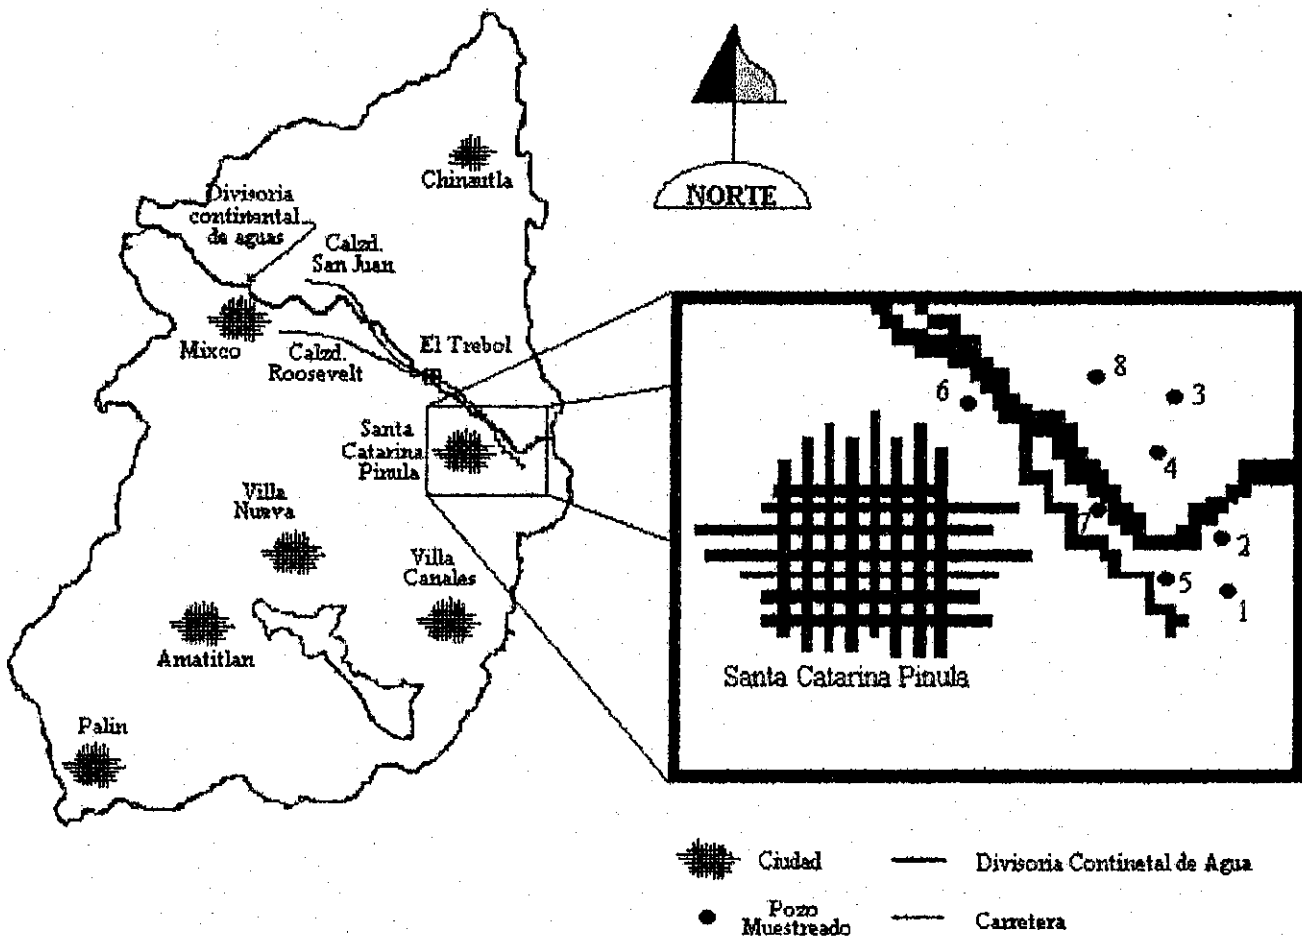 NORTE
Chinautla
Divisoria
continental
de aguas
Calzd.
San Juan
Mixco
Calzd.
Roosevelt
El Trebol
Santa
Catarina
Pinula
Villa
Nueva
Villa
Canales
Amatitlan
Palin
6
8
3
4
7
2
5
1
Santa Catarina Pinula
Ciudad
Divisoria Continetal de Agua
Pozo
Muestreado
Carretera